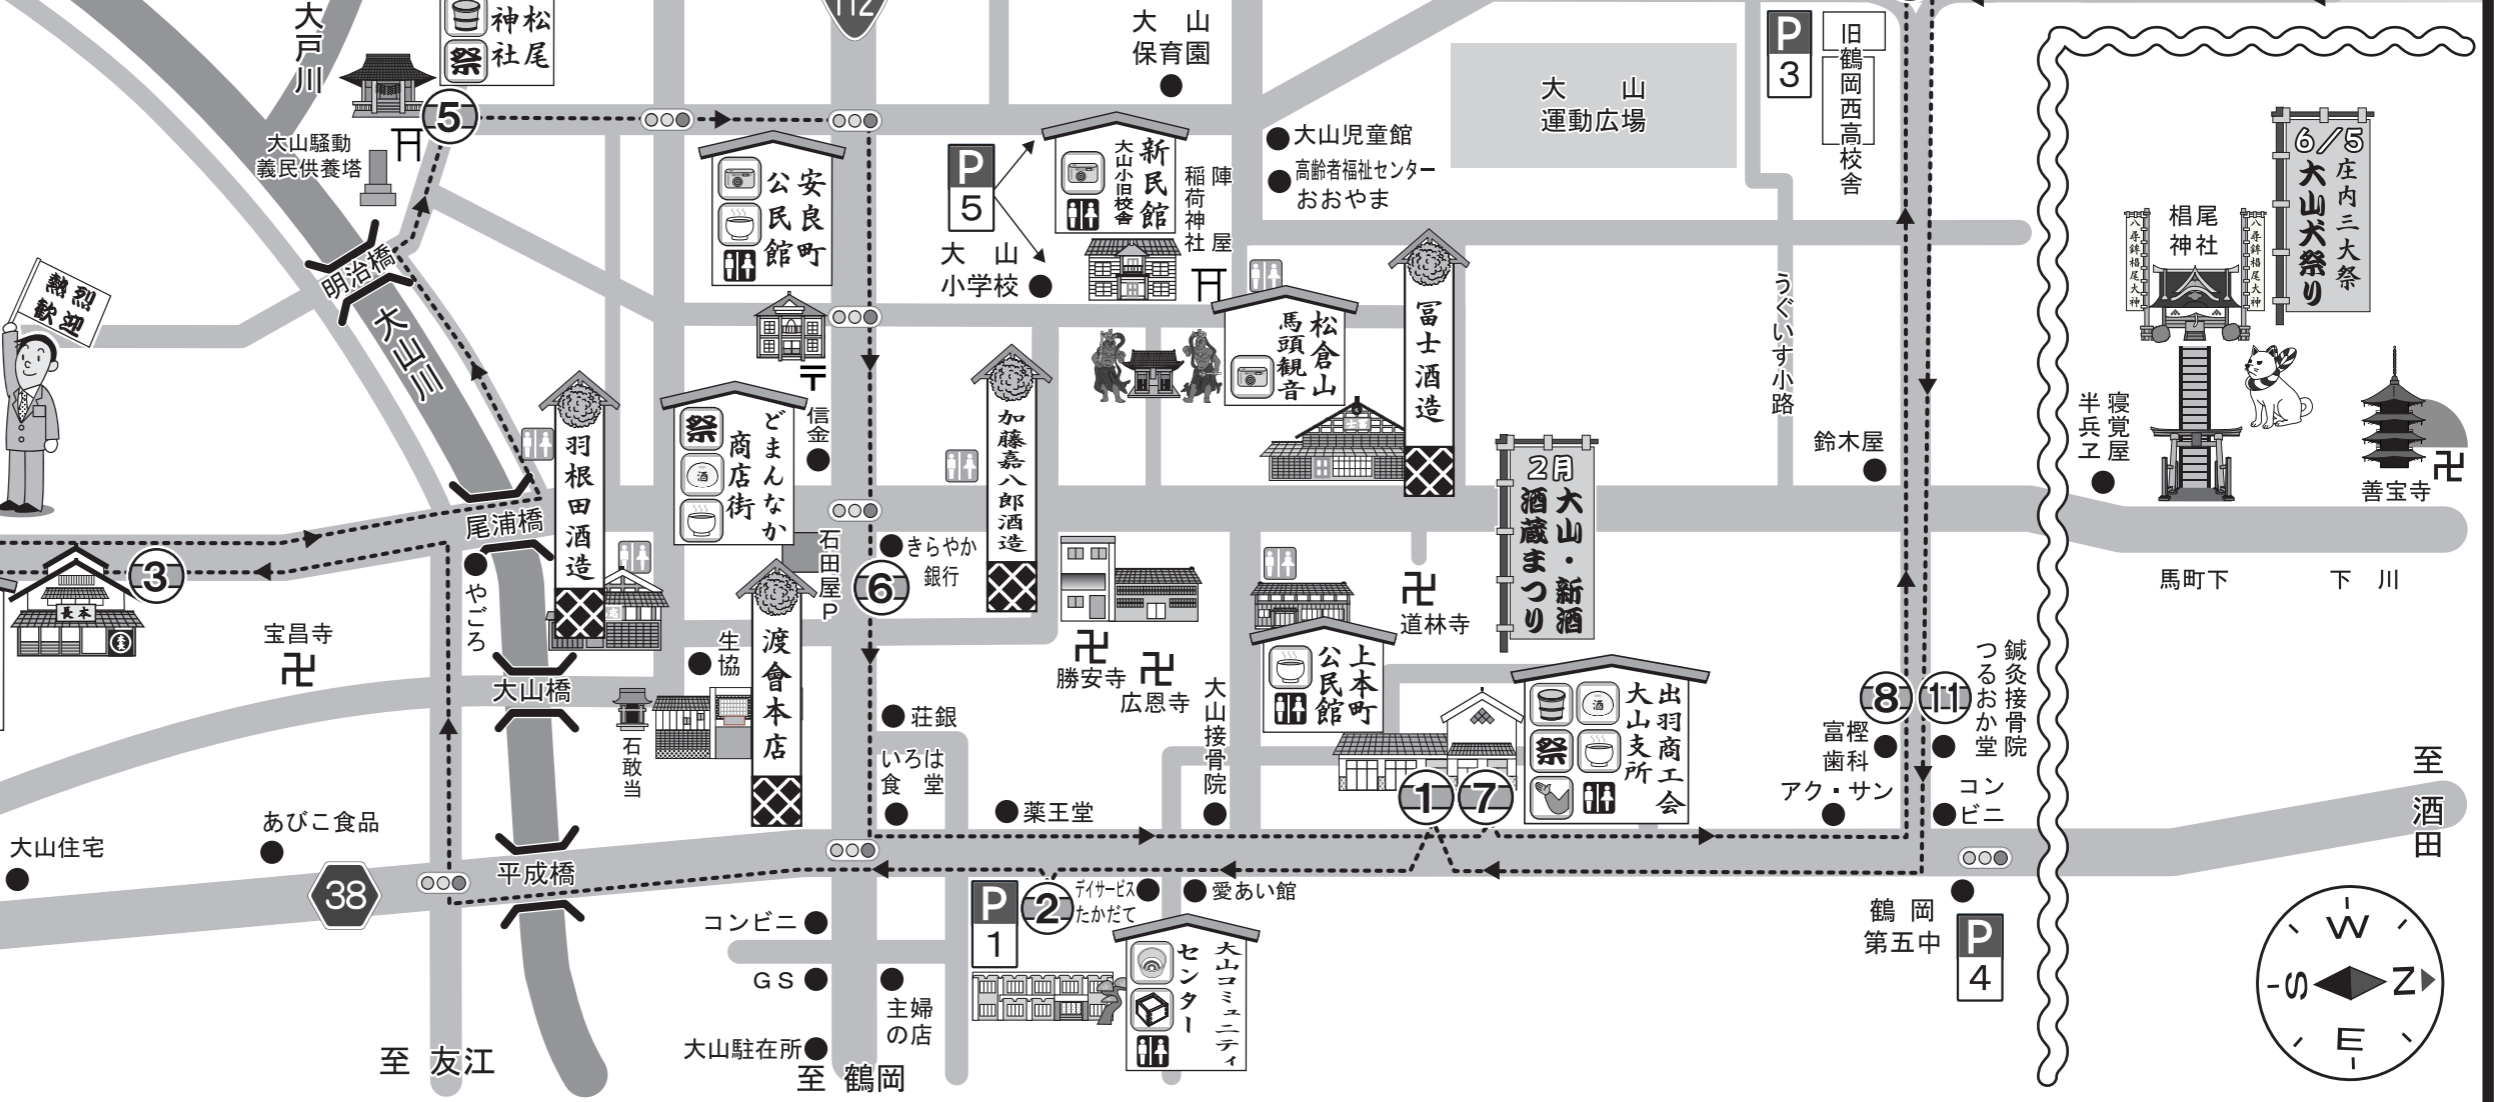 大戸川
松尾
神社
祭
112
大山
保育園
P
3
旧鶴岡西高校舎
大山
運動広場
6/5
庄内三大祭
大山犬祭り
椙尾
神社
八尋鉾椙尾大神
八尋鉾椙尾大神
5
大山騒動
義民供養塔
安良町
公民館
P
5
新民館
大山小旧校舎
陣屋
稲荷神社
大山児童館
高齢者福祉センター
おおやま
大山
小学校
明治橋
大山川
熱烈
歓迎
松倉山
馬頭観音
冨士酒造
うぐいす小路
寝覚屋
半兵ヱ
善宝寺
鈴木屋
信金
羽根田酒造
どまんなか
商店街
祭
酒
加藤嘉八郎酒造
2月
大山・新酒
酒蔵まつり
尾浦橋
3
長本
やごろ
石田屋P
きらやか
銀行
6
道林寺
馬町下
下川
宝昌寺
生協
渡會本店
勝安寺
広恩寺
上本町
公民館
出羽商工会
大山支所
酒
祭
大山橋
石敢当
荘銀
いろは
食堂
大山接骨院
8
11
鍼灸接骨院
つるおか堂
富樫
歯科
アク・サン
コン
ビニ
至
酒田
1
7
薬王堂
あびこ食品
大山住宅
38
平成橋
P
1
2
デイサービス
たかだて
愛あい館
大山コミュニティ
センター
鶴岡
第五中
P
4
コンビニ
GS
主婦
の店
大山駐在所
至 友江
至 鶴岡
W
S
N
E